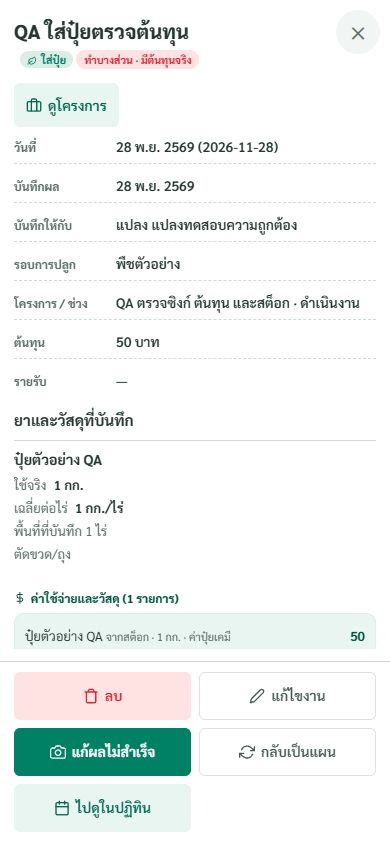 QA ใส่ปุ๋ยตรวจต้นทุน
ใส่ปุ๋ย ทำบางส่วน · มีต้นทุนจริง
ดูโครงการ
วันที่ 28 พ.ย. 2569 (2026-11-28)
บันทึกผล 28 พ.ย. 2569
บันทึกให้กับ แปลง แปลงทดสอบความถูกต้อง
รอบการปลูก พืชตัวอย่าง
โครงการ / ช่วง QA ตรวจซิงก์ ต้นทุน และสต็อก · ดำเนินงาน
ต้นทุน 50 บาท
รายรับ —
ยาและวัสดุที่บันทึก
ปุ๋ยตัวอย่าง QA
ใช้จริง 1 กก.
เฉลี่ยต่อไร่ 1 กก./ไร่
พื้นที่ที่บันทึก 1 ไร่
ตัดขวด/ถุง
$ ค่าใช้จ่ายและวัสดุ (1 รายการ)
ปุ๋ยตัวอย่าง QA จากสต็อก · 1 กก. · ค่าปุ๋ยเคมี 50
ลบ แก้ไขงาน
แก้ผลไม่สำเร็จ กลับเป็นแผน
ไปดูในปฏิทิน